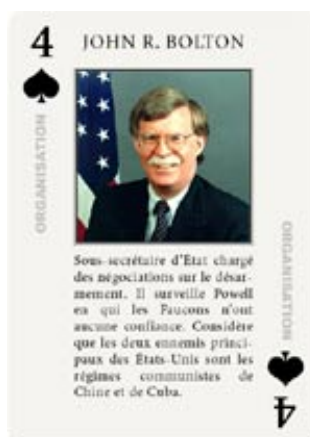 4
JOHN R. BOLTON
ORGANISATION
Sous-secrétaire d'État chargé
des négociations sur le désar-
mement. Il surveille Powell
en qui les Faucons n'ont
aucune confiance. Considère
que les deux ennemis princi-
paux des États-Unis sont les
régimes communistes de
Chine et de Cuba.
ORGANISATION
4